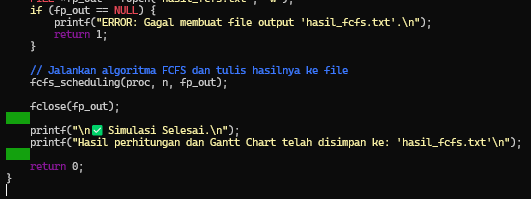 if (fp_out == NULL) {
printf("ERROR: Gagal membuat file output 'hasil_fcfs.txt'.\n");
return 1;
}
// Jalankan algoritma FCFS dan tulis hasilnya ke file
fcfs_scheduling(proc, n, fp_out);
fclose(fp_out);
printf("\n✅ Simulasi Selesai.\n");
printf("Hasil perhitungan dan Gantt Chart telah disimpan ke: 'hasil_fcfs.txt'\n");
return 0;
}